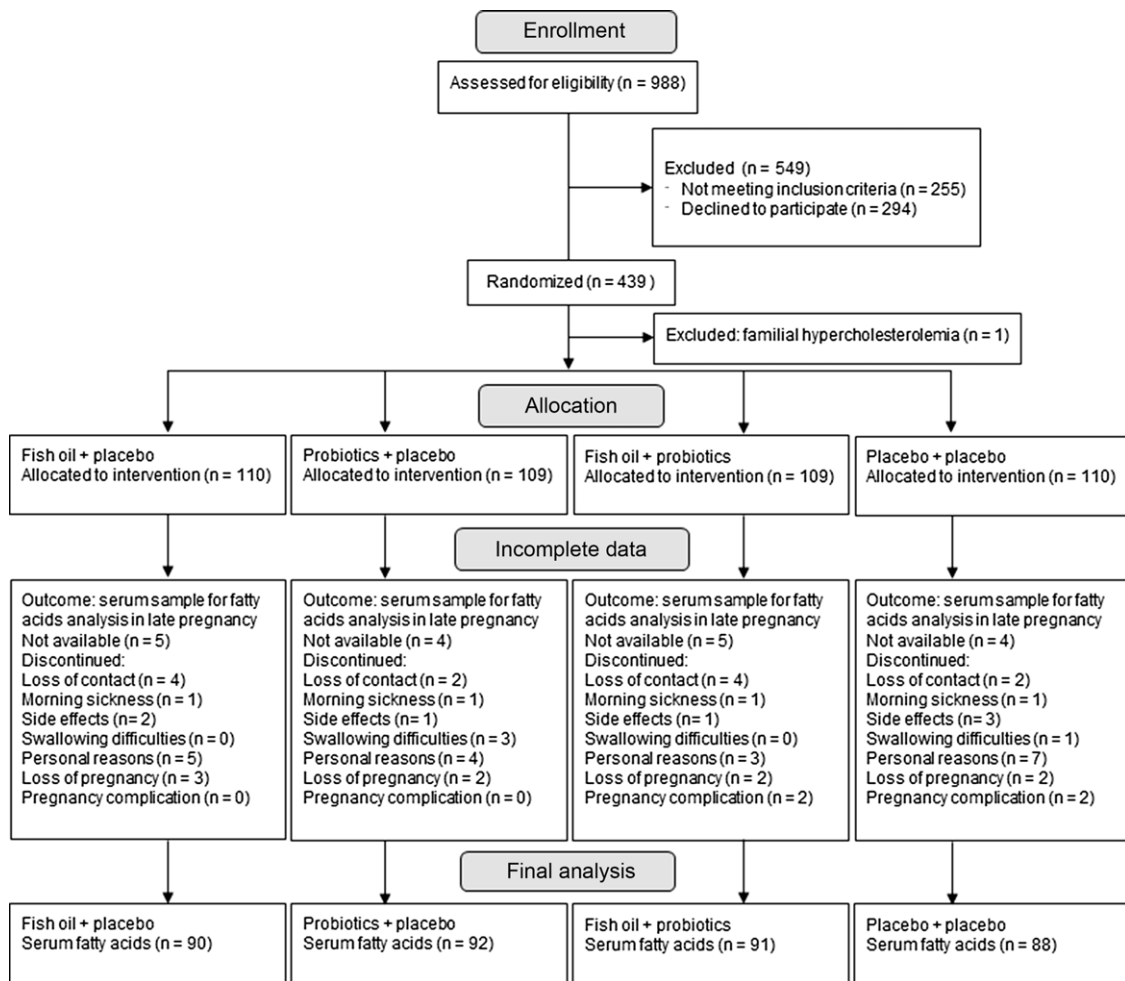 Enrollment
Assessed for eligibility (n = 988)
Excluded (n = 549)
- Not meeting inclusion criteria (n = 255)
- Declined to participate (n = 294)
Randomized (n = 439 )
Excluded: familial hypercholesterolemia (n = 1)
Allocation
Fish oil + placebo
Allocated to intervention (n = 110)
Probiotics + placebo
Allocated to intervention (n = 109)
Fish oil + probiotics
Allocated to intervention (n = 109)
Placebo + placebo
Allocated to intervention (n = 110)
Incomplete data
Outcome: serum sample for fatty
acids analysis in late pregnancy
Not available (n = 5)
Discontinued:
Loss of contact (n = 4)
Morning sickness (n = 1)
Side effects (n= 2)
Swallowing difficulties (n = 0)
Personal reasons (n = 5)
Loss of pregnancy (n = 3)
Pregnancy complication (n = 0)
Outcome: serum sample for fatty
acids analysis in late pregnancy
Not available (n = 4)
Discontinued:
Loss of contact (n = 2)
Morning sickness (n = 1)
Side effects (n = 1)
Swallowing difficulties (n = 3)
Personal reasons (n = 4)
Loss of pregnancy (n = 2)
Pregnancy complication (n = 0)
Outcome: serum sample for fatty
acids analysis in late pregnancy
Not available (n = 5)
Discontinued:
Loss of contact (n = 4)
Morning sickness (n = 1)
Side effects (n = 1)
Swallowing difficulties (n = 0)
Personal reasons (n = 3)
Loss of pregnancy (n = 2)
Pregnancy complication (n = 2)
Outcome: serum sample for fatty
acids analysis in late pregnancy
Not available (n = 4)
Discontinued:
Loss of contact (n = 2)
Morning sickness (n = 1)
Side effects (n = 3)
Swallowing difficulties (n = 1)
Personal reasons (n = 7)
Loss of pregnancy (n = 2)
Pregnancy complication (n = 2)
Final analysis
Fish oil + placebo
Serum fatty acids (n = 90)
Probiotics + placebo
Serum fatty acids (n = 92)
Fish oil + probiotics
Serum fatty acids (n = 91)
Placebo + placebo
Serum fatty acids (n = 88)